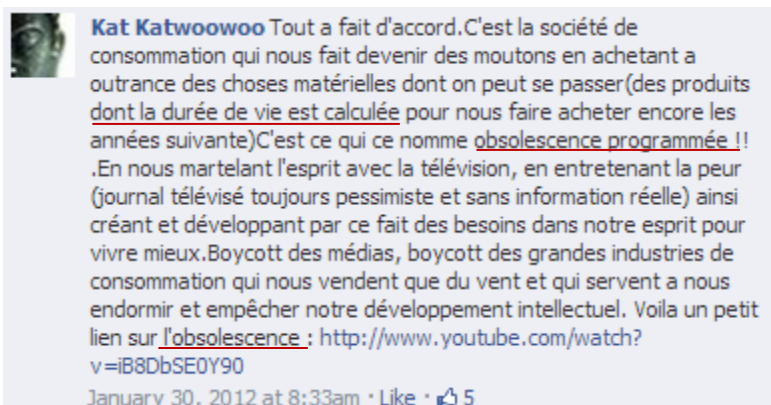 Kat Katwoowoo Tout a fait d'accord.C'est la société de
consommation qui nous fait devenir des moutons en achetant a
outrance des choses matérielles dont on peut se passer(des produits
dont la durée de vie est calculée pour nous faire acheter encore les
années suivante)C'est ce qui ce nomme obsolescence programmée !!
.En nous martelant l'esprit avec la télévision, en entretenant la peur
(journal télévisé toujours pessimiste et sans information réelle) ainsi
créant et développant par ce fait des besoins dans notre esprit pour
vivre mieux.Boycott des médias, boycott des grandes industries de
consommation qui nous vendent que du vent et qui servent a nous
endormir et empêcher notre développement intellectuel. Voila un petit
lien sur l'obsolescence : http://www.youtube.com/watch?
v=iB8DbSE0Y90
January 30, 2012 at 8:33am · Like · 5